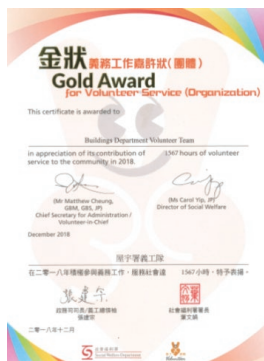 金狀 義務工作嘉許狀(團體)
Gold Award
for Volunteer Service (Organization)
This certificate is awarded to
Buildings Department Volunteer Team
in appreciation of its contribution of 1567 hours of volunteer
service to the community in 2018.
(Mr Matthew Cheung, GBM, GBS, JP)
Chief Secretary for Administration /
Volunteer-in-Chief
(Ms Carol Yip, JP)
Director of Social Welfare
December 2018
屋宇署義工隊
在二零一八年積極參與義務工作，服務社會達 1567小時，特予表揚。
政務司司長/義工總領袖
張建宗
社會福利署署長
葉文娟
二零一八年十二月
Social Welfare Department